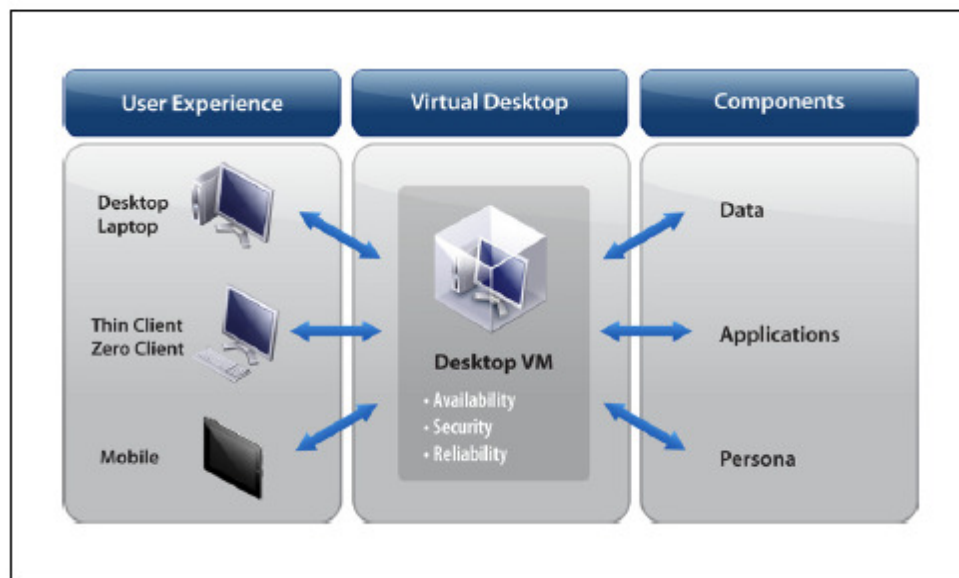 User Experience
Virtual Desktop
Components
Desktop
Laptop
Thin Client
Zero Client
Mobile
Desktop VM
• Availability
• Security
• Reliability
Data
Applications
Persona